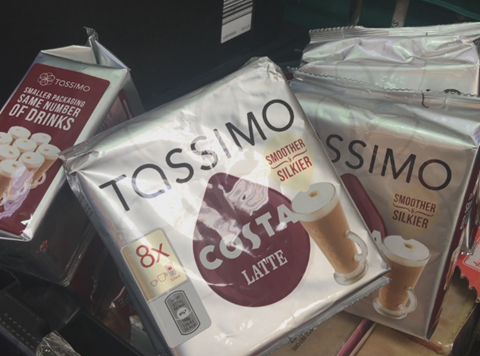 TASSIMO
SMALLER PACKAGING
SAME NUMBER
OF DRINKS
TASSIMO
SMOOTHER
&
SILKIER
COSTA
LATTE
8x
SSIMO
SMOOTHER
&
SILKIER